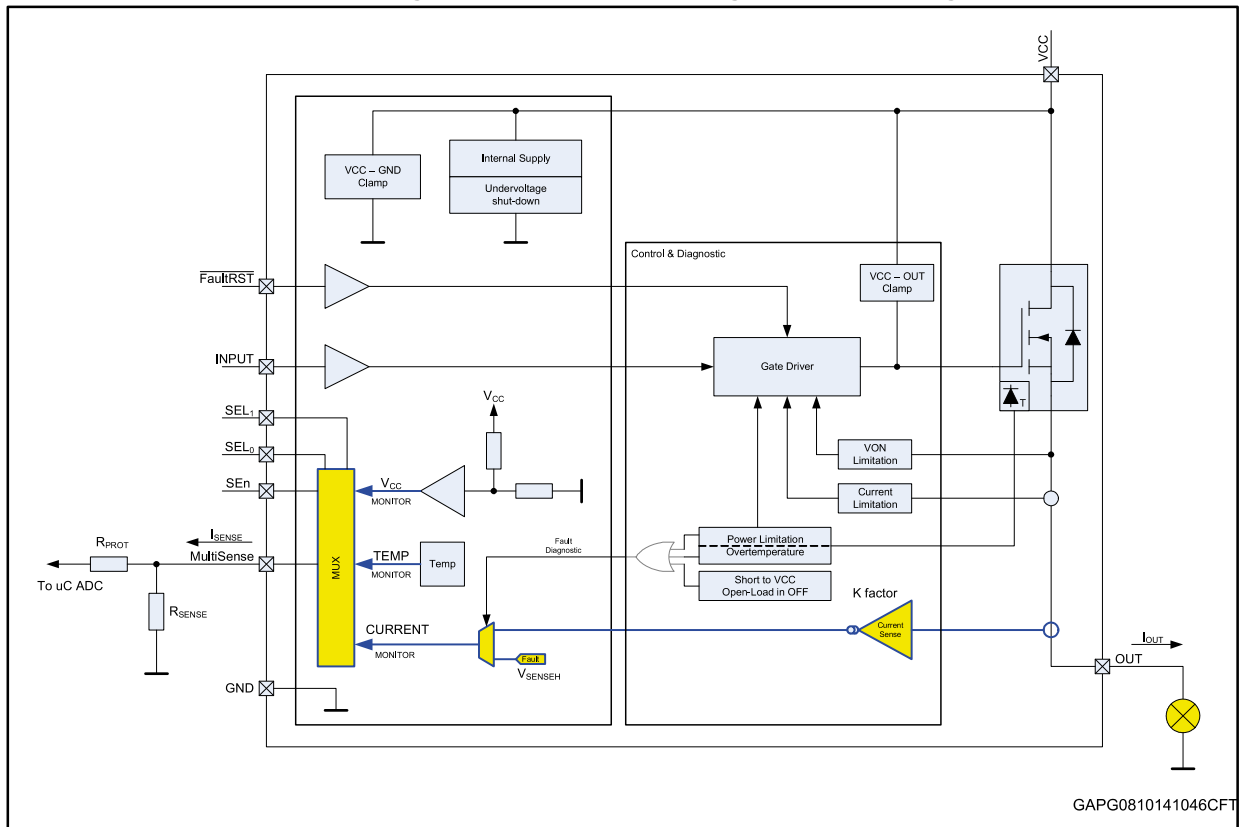 VCC
VCC – GND
Clamp
Internal Supply
Undervoltage
shut-down
Control & Diagnostic
FaultRST
VCC – OUT
Clamp
INPUT
Gate Driver
T
SEL1
VCC
SEL0
VON
Limitation
SEn
VCC
MONITOR
Current
Limitation
ISENSE
RPROT
MultiSense
MUX
TEMP
MONITOR
Temp
Fault
Diagnostic
Power Limitation
Overtemperature
To uC ADC
Short to VCC
Open-Load in OFF
RSENSE
K factor
CURRENT
MONITOR
Current
Sense
Fault
VSENSEH
IOUT
OUT
GND
GAPG0810141046CFT